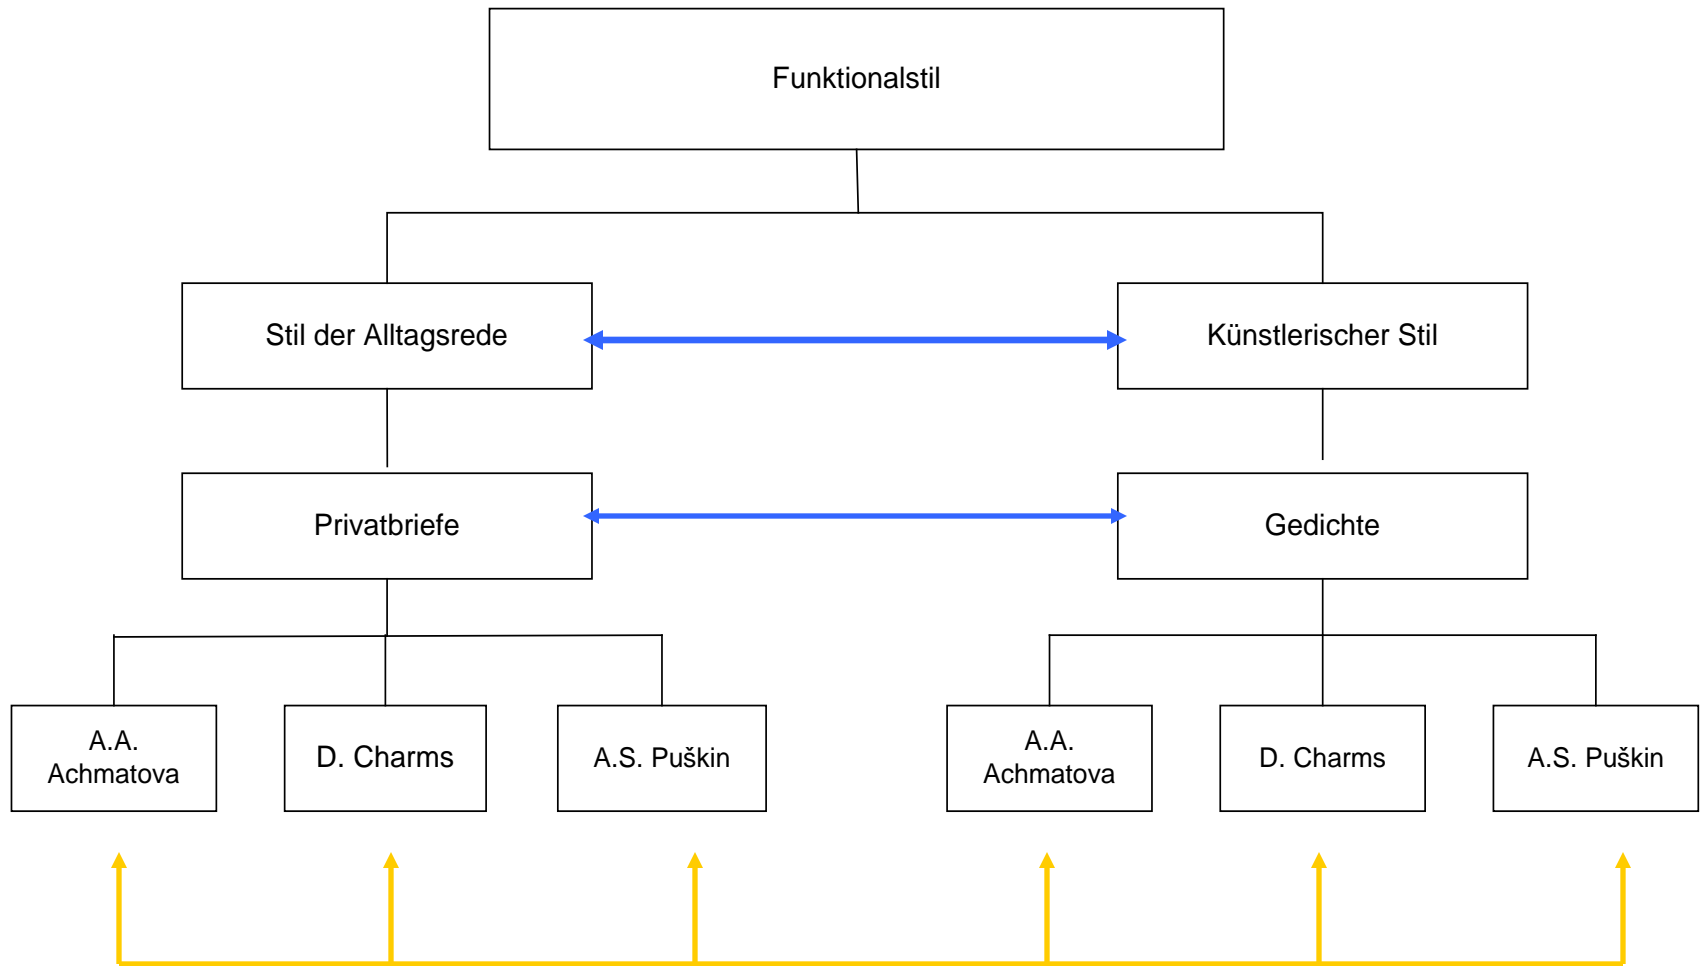 Funktionalstil
Stil der Alltagsrede
Künstlerischer Stil
Privatbriefe
Gedichte
A.A.
Achmatova
D. Charms
A.S. Puškin
A.A.
Achmatova
D. Charms
A.S. Puškin